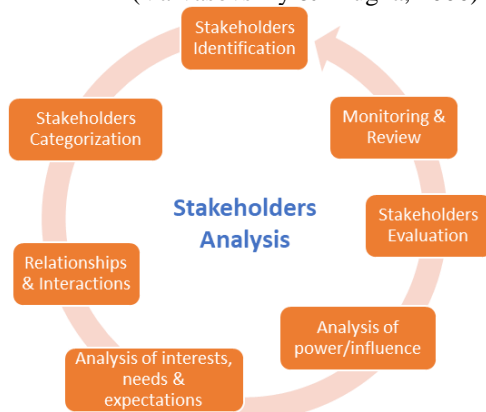 Stakeholders
Identification
Monitoring &
Review
Stakeholders
Categorization
Stakeholders
Analysis
Stakeholders
Evaluation
Relationships
& Interactions
Analysis of
power/influence
Analysis of interests,
needs &
expectations